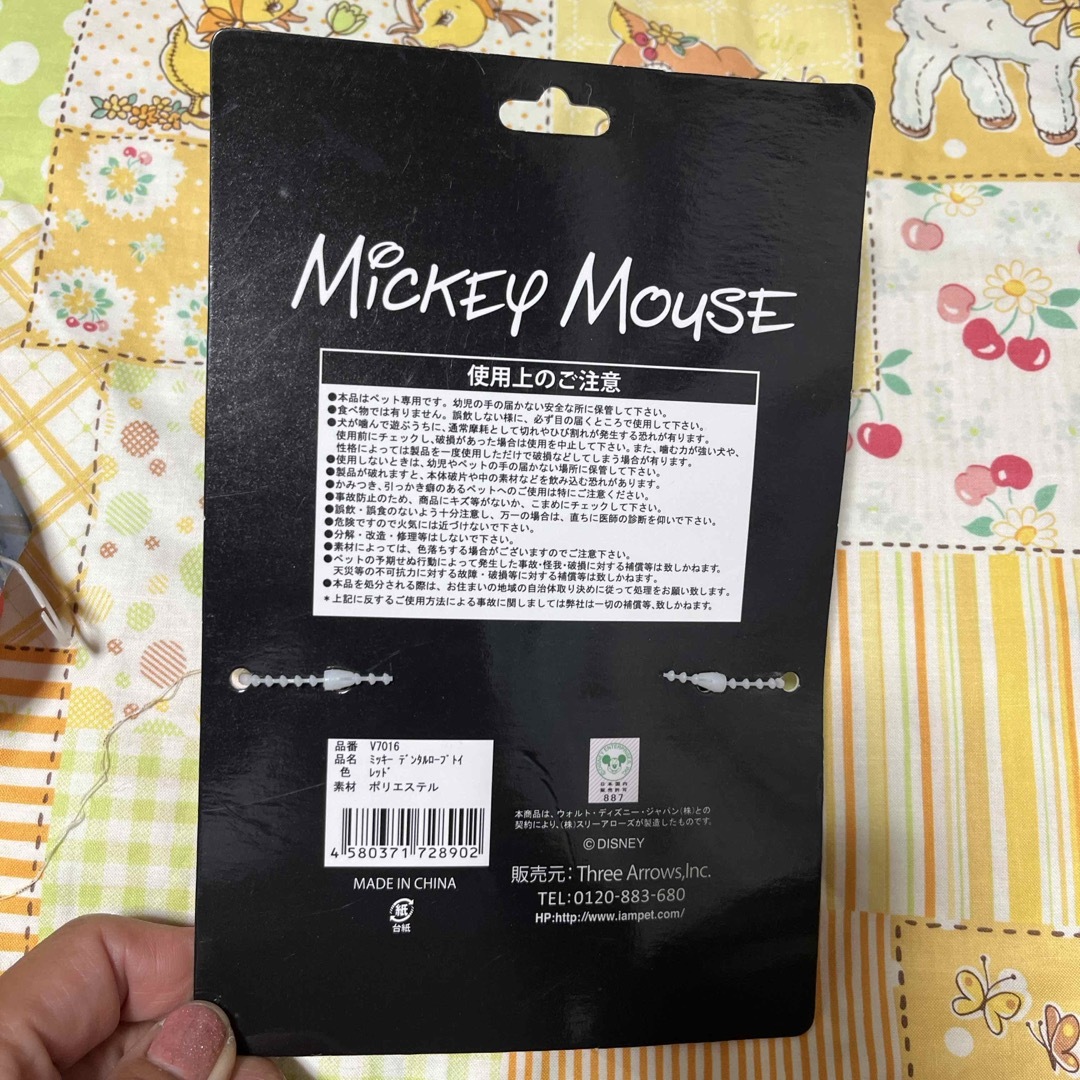 MICKEY MOUSE
使用上のご注意
●本品はペット専用です。幼児の手の届かない安全な所に保管して下さい。
●食べ物では有りません。誤飲しない様に、必ず目の届くところで使用して下さい。
●犬が噛んで遊ぶうちに、通常摩耗として切れやひび割れが発生する恐れが有ります。
使用前にチェックし、破損があった場合は使用を中止して下さい。また、噛む力が強い犬や、
性格によっては製品を一度使用しただけで破損などしてしまう場合が有ります。
●使用しないときは、幼児やペットの手の届かない場所に保管して下さい。
●製品が破れますと、本体破片や中の素材などを飲み込む恐れがあります。
●かみつき、引っかき癖のあるペットへのご使用は特にご注意ください。
●事故防止のため、商品にキズ等がないか、こまめにチェックして下さい。
●誤飲・誤食のないよう十分注意し、万一の場合は、直ちに医師の診断を仰いで下さい。
●危険ですので火気には近づけないで下さい。
●分解・改造・修理等はしないで下さい。
●素材によっては、色落ちする場合がございますのでご注意下さい。
●ペットの予期せぬ行動によって発生した事故・怪我・破損に対する補償等は致しかねます。
天災等の不可抗力に対する故障・破損等に対する補償等は致しかねます。
●本品を処分される際は、お住まいの地域の自治体取り決めに従って処理をお願い致します。
*上記に反するご使用方法による事故に関しましては弊社は一切の補償等、致しかねます。
品番 V7016
品名 ミッキー デンタルロープトイ
色 レッド
素材 ポリエステル
4 580371 728902
MADE IN CHINA
紙
台紙
日本国内
販売許可
887
本商品は、ウォルト・ディズニー・ジャパン(株)との
契約により、(株)スリーアローズが製造したものです。
©DISNEY
販売元:Three Arrows,Inc.
TEL:0120-883-680
HP:http://www.iampet.com/
cute